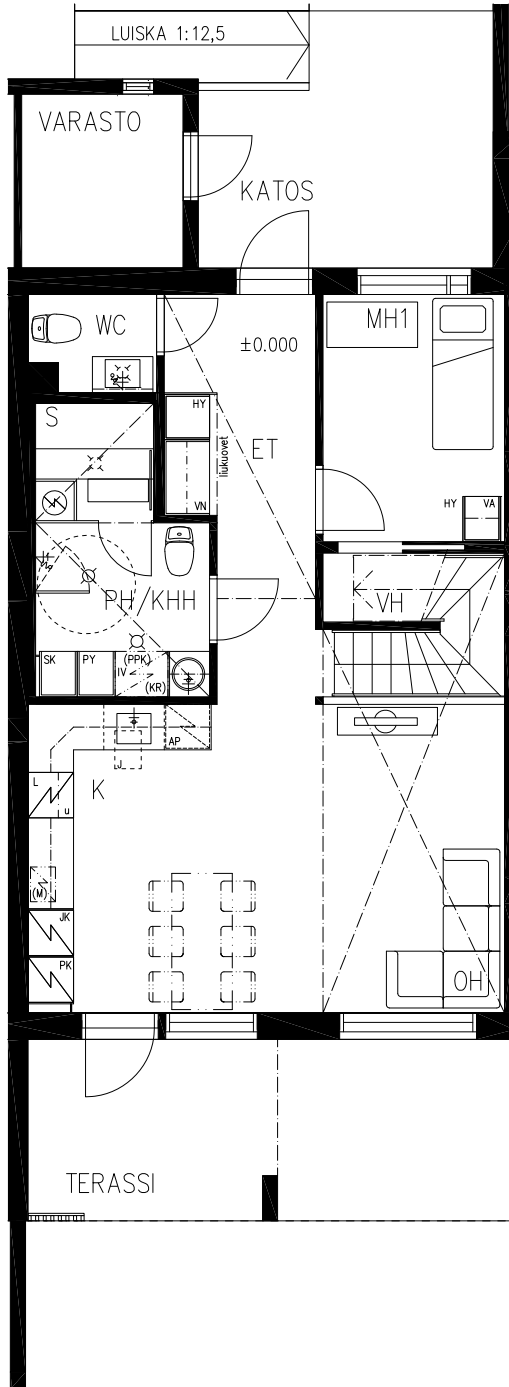 LUISKA 1:12,5
VARASTO
KATOS
WC
MH1
±0.000
S
HY
ET
liukuovet
VN
HY
VA
PH/KHH
VH
SK
PY
(PPK)
IV
(KR)
AP
J
L
K
u
(M)
JK
PK
OH
TERASSI